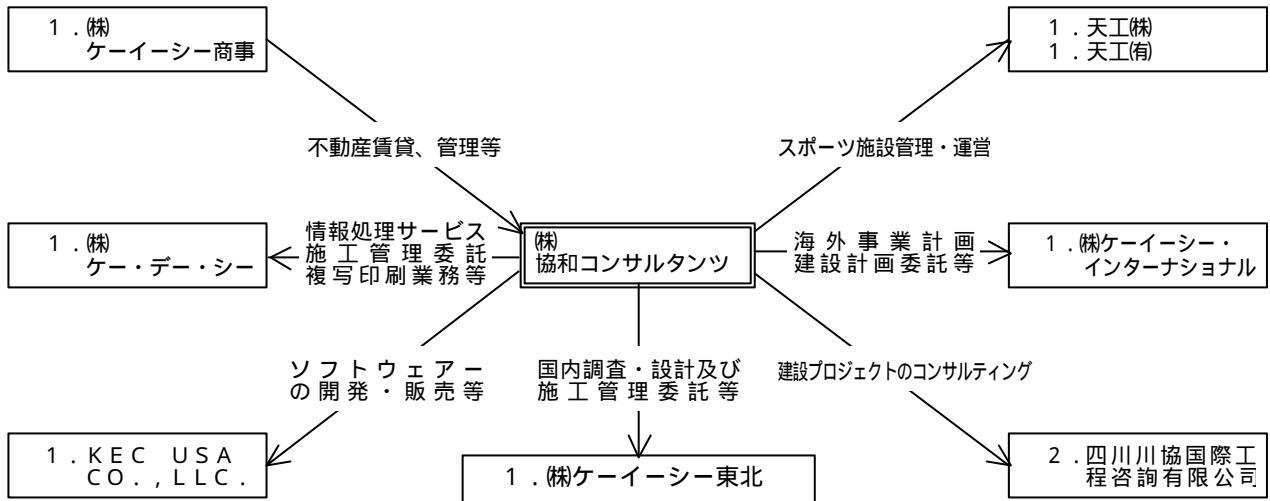 １．㈱
ケーイーシー商事
１．天工㈱
１．天工㈲
不動産賃貸、管理等
スポーツ施設管理・運営
１．㈱
ケー・デー・シー
情報処理サービス
施工管理委託
複写印刷業務等
㈱
協和コンサルタンツ
海外事業計画
建設計画委託等
１．㈱ケーイーシー・
インターナショナル
ソフトウェアー
の開発・販売等
国内調査・設計及び
施工管理委託等
建設プロジェクトのコンサルティング
１．ＫＥＣ ＵＳＡ
ＣＯ．，ＬＬＣ．
１．㈱ケーイーシー東北
２．四川川協国際工
程咨詢有限公司